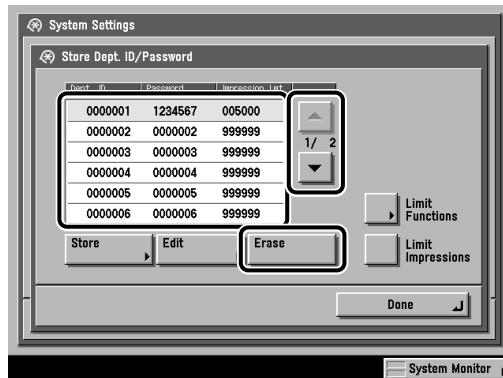 System Settings
Store Dept. ID/Password
Dept. ID Password Impression Lmt.
0000001 1234567 005000
0000002 0000002 999999
0000003 0000003 999999
0000004 0000004 999999
0000005 0000005 999999
0000006 0000006 999999
1/ 2
Limit
Functions
Store Edit Erase
Limit
Impressions
Done
System Monitor